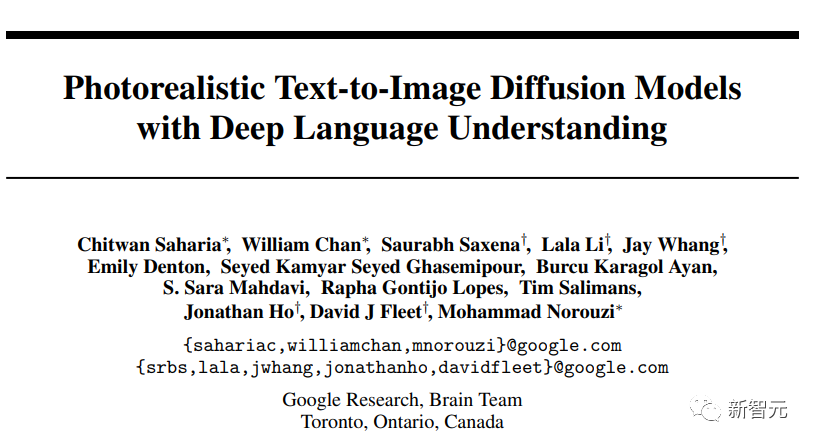 Photorealistic Text-to-Image Diffusion Models
with Deep Language Understanding
Chitwan Saharia*, William Chan*, Saurabh Saxena†, Lala Li†, Jay Whang†,
Emily Denton, Seyed Kamyar Seyed Ghasemipour, Burcu Karagol Ayan,
S. Sara Mahdavi, Rapha Gontijo Lopes, Tim Salimans,
Jonathan Ho†, David J Fleet†, Mohammad Norouzi*
{sahariac,williamchan,mnorouzi}@google.com
{srbs,lala,jwhang,jonathanho,davidfleet}@google.com
Google Research, Brain Team
Toronto, Ontario, Canada
新智元